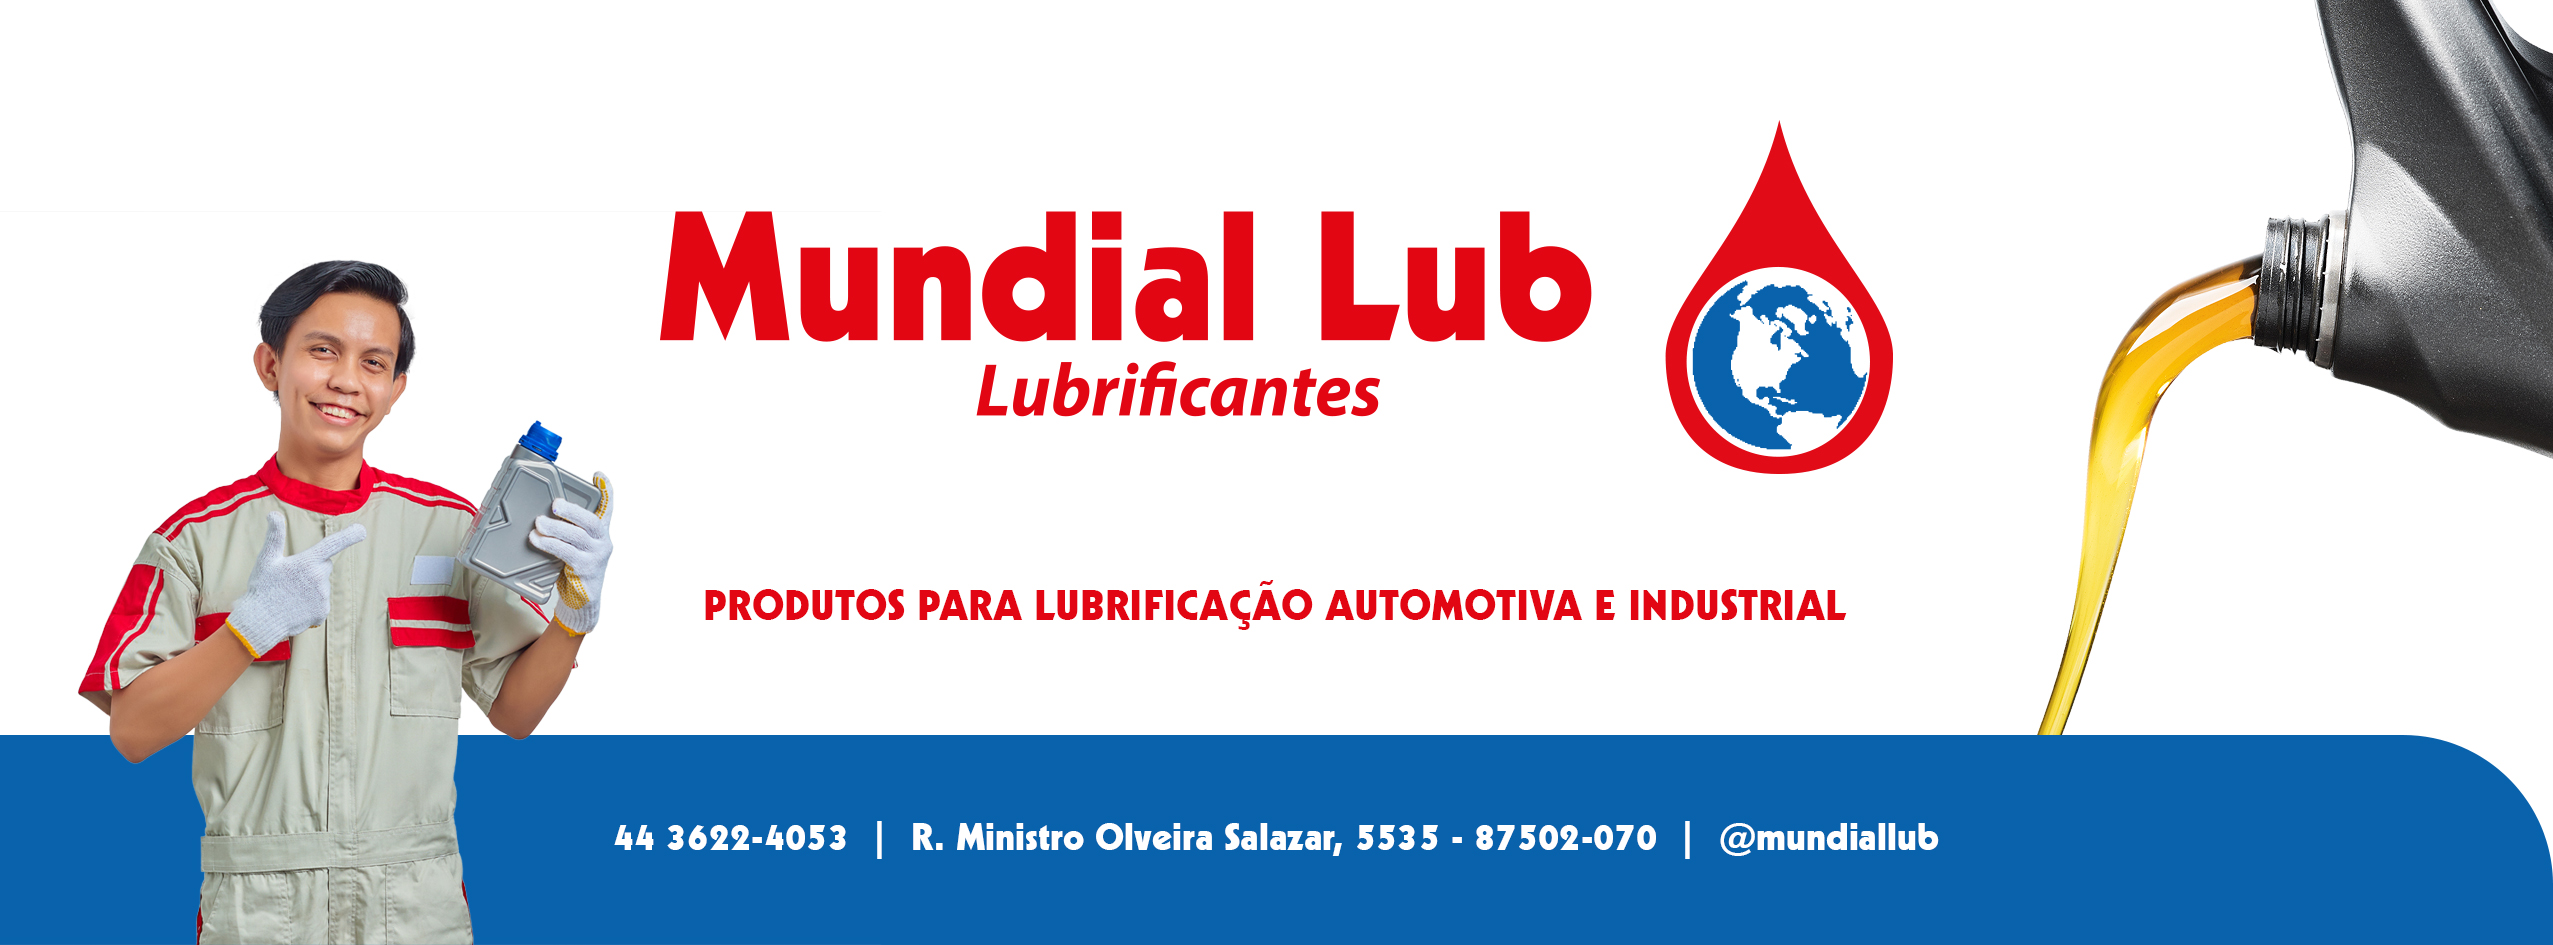 Mundial Lub
Lubrificantes
PRODUTOS PARA LUBRIFICAÇÃO AUTOMOTIVA E INDUSTRIAL
44 3622-4053 | R. Ministro Olveira Salazar, 5535 - 87502-070 | @mundiallub